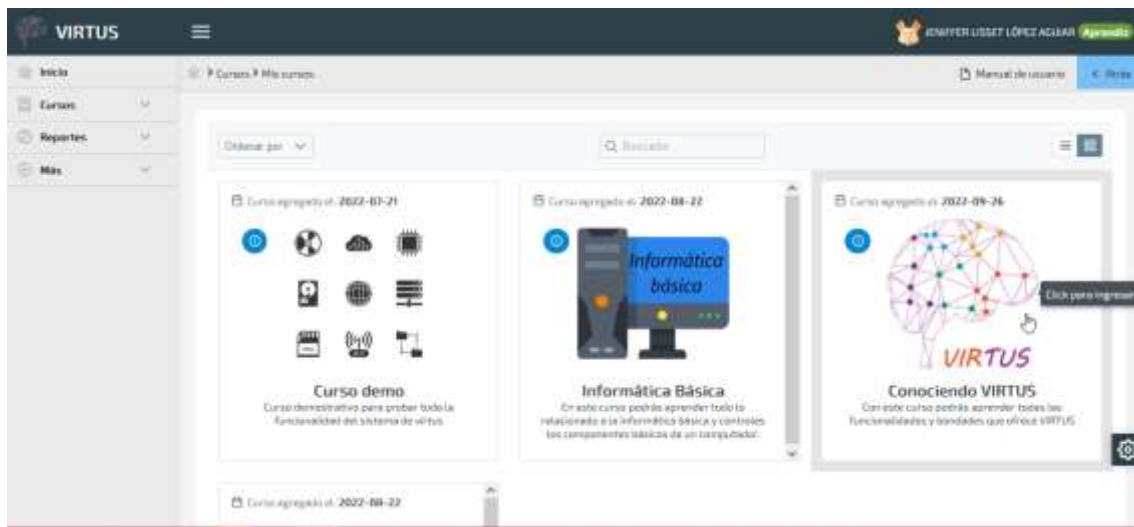 VIRTUS
JENIFFER LISSET LÓPEZ AGUIAR Aprendiz
Inicio
Cursos
Reportes
Más
Cursos Mis cursos
Manual de usuario
Atrás
Ordenar por
Buscador
Curso agregado el: 2022-07-21
Curso demo
Curso demostrativo para probar toda la
funcionalidad del sistema de virtus
Curso agregado el: 2022-08-22
Informática
básica
Informática Básica
En este curso podrás aprender todo lo
relacionado a la informática básica y controles
los componentes básicos de un computador.
Curso agregado el: 2022-09-26
Click para ingresar
VIRTUS
Conociendo VIRTUS
Con este curso podrás aprender todas las
funcionalidades y bondades que ofrece VIRTUS
Curso agregado el: 2022-08-22